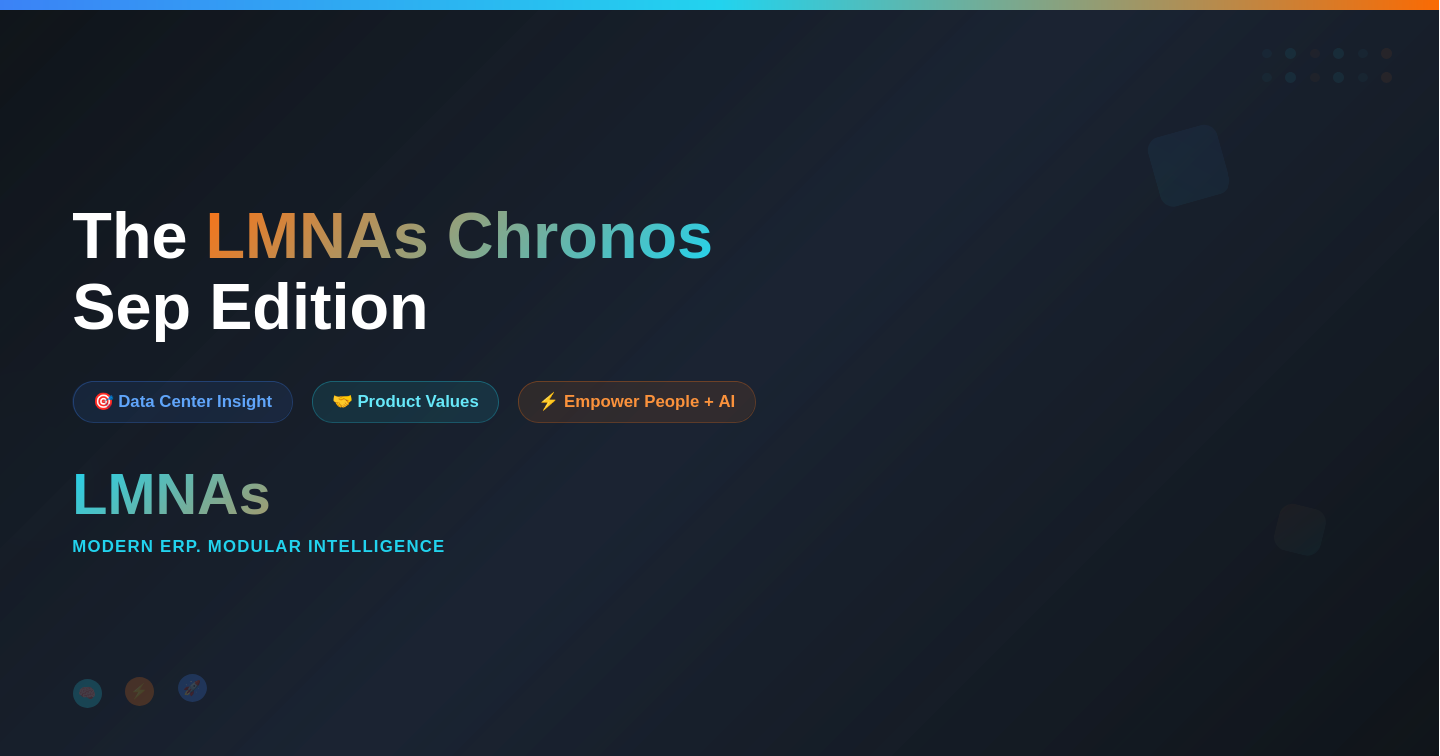 The LMNAs Chronos
Sep Edition
🎯 Data Center Insight
🤝 Product Values
⚡ Empower People + AI
LMNAs
MODERN ERP. MODULAR INTELLIGENCE